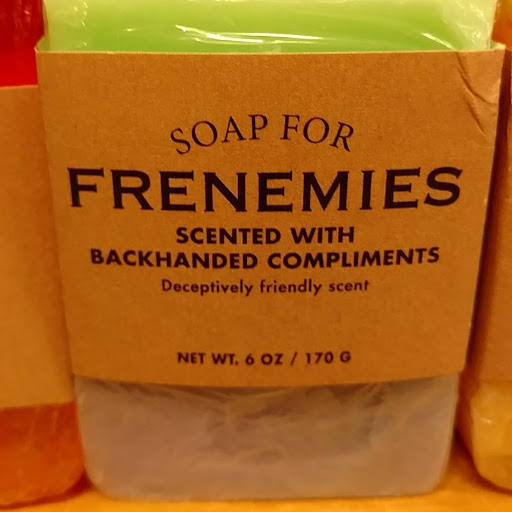 SOAP FOR
FRENEMIES
SCENTED WITH
BACKHANDED COMPLIMENTS
Deceptively friendly scent
NET WT. 6 OZ / 170 G